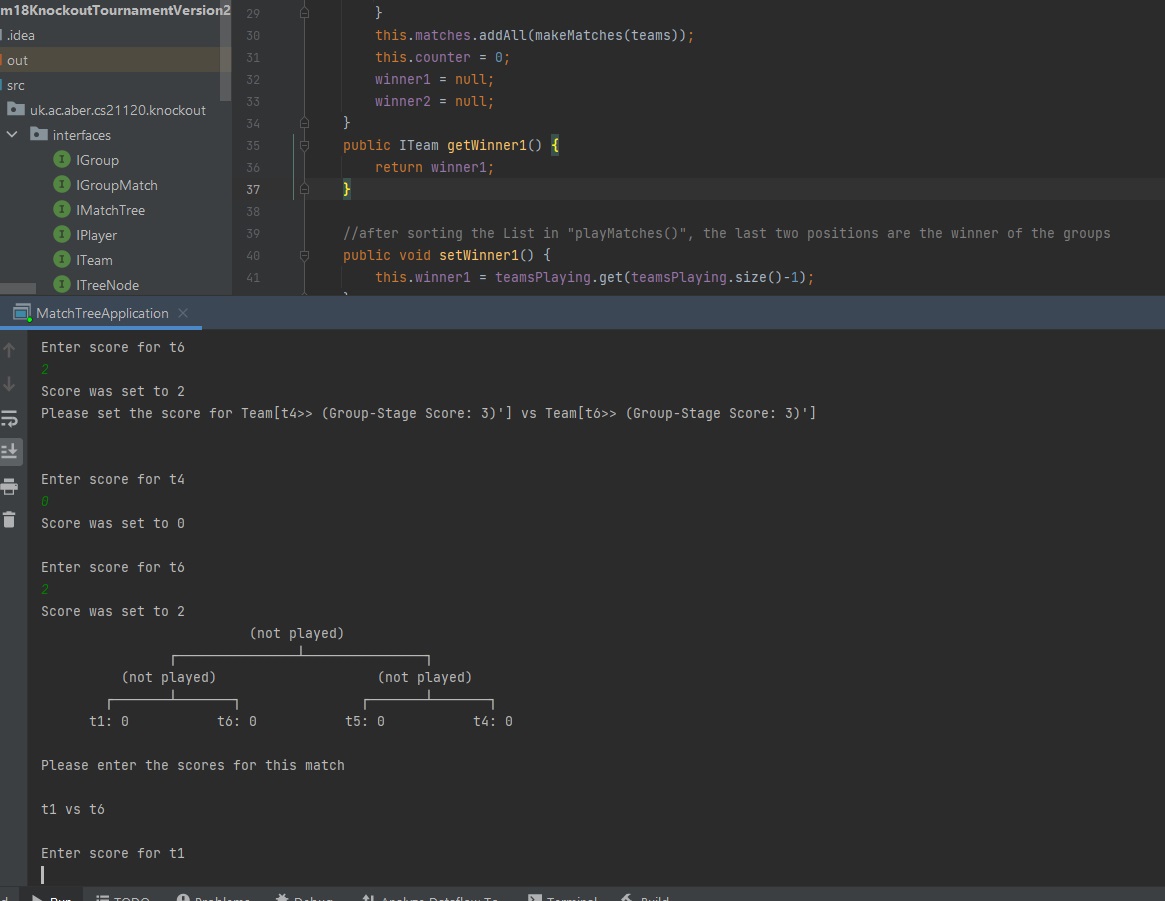 m18KnockoutTournamentVersion2
.idea
out
src
uk.ac.aber.cs21120.knockout
interfaces
I IGroup
I IGroupMatch
I IMatchTree
I IPlayer
I ITeam
I ITreeNode
29 }
30 this.matches.addAll(makeMatches(teams));
31 this.counter = 0;
32 winner1 = null;
33 winner2 = null;
34 }
35 public ITeam getWinner1() {
36 return winner1;
37 }
38
39 //after sorting the List in "playMatches()", the last two positions are the winner of the groups
40 public void setWinner1() {
41 this.winner1 = teamsPlaying.get(teamsPlaying.size()-1);
MatchTreeApplication
Enter score for t6
2
Score was set to 2
Please set the score for Team[t4>> (Group-Stage Score: 3)'] vs Team[t6>> (Group-Stage Score: 3)']
Enter score for t4
0
Score was set to 0
Enter score for t6
2
Score was set to 2
(not played)
(not played) (not played)
t1: 0 t6: 0 t5: 0 t4: 0
Please enter the scores for this match
t1 vs t6
Enter score for t1
Run TODO Problems Debug Analyze Dataflow To Terminal Build